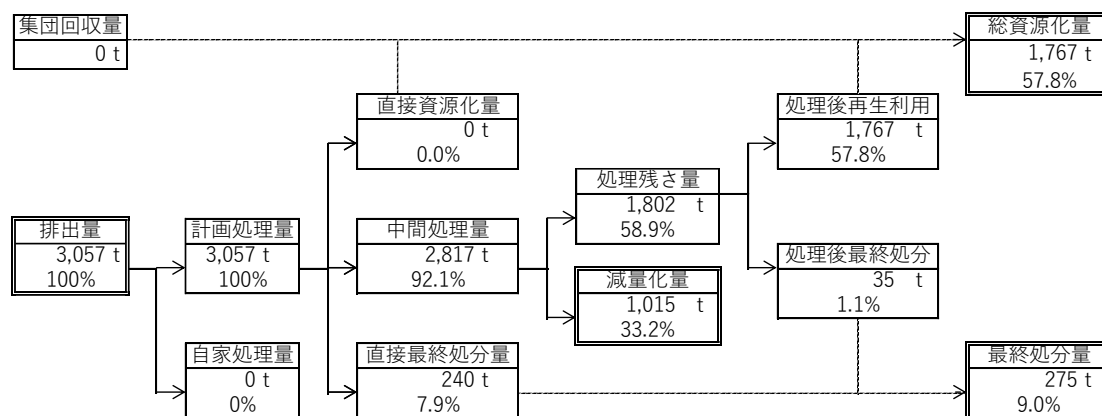 集団回収量
0 t
総資源化量
1,767 t
57.8%
直接資源化量
0 t
0.0%
処理後再生利用
1,767 t
57.8%
処理残さ量
1,802 t
58.9%
排出量
3,057 t
100%
計画処理量
3,057 t
100%
中間処理量
2,817 t
92.1%
処理後最終処分
35 t
1.1%
減量化量
1,015 t
33.2%
自家処理量
0 t
0%
直接最終処分量
240 t
7.9%
最終処分量
275 t
9.0%